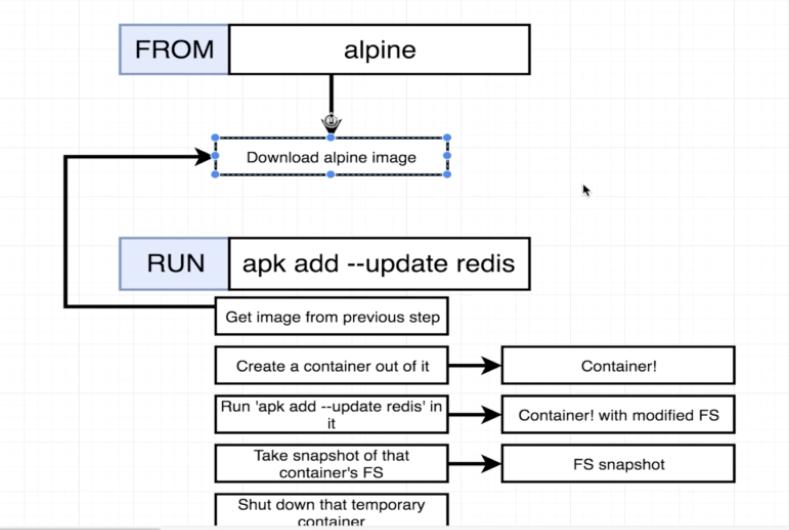 FROM alpine
Download alpine image
RUN apk add --update redis
Get image from previous step
Create a container out of it
Container!
Run 'apk add --update redis' in
it
Container! with modified FS
Take snapshot of that
container's FS
FS snapshot
Shut down that temporary
container